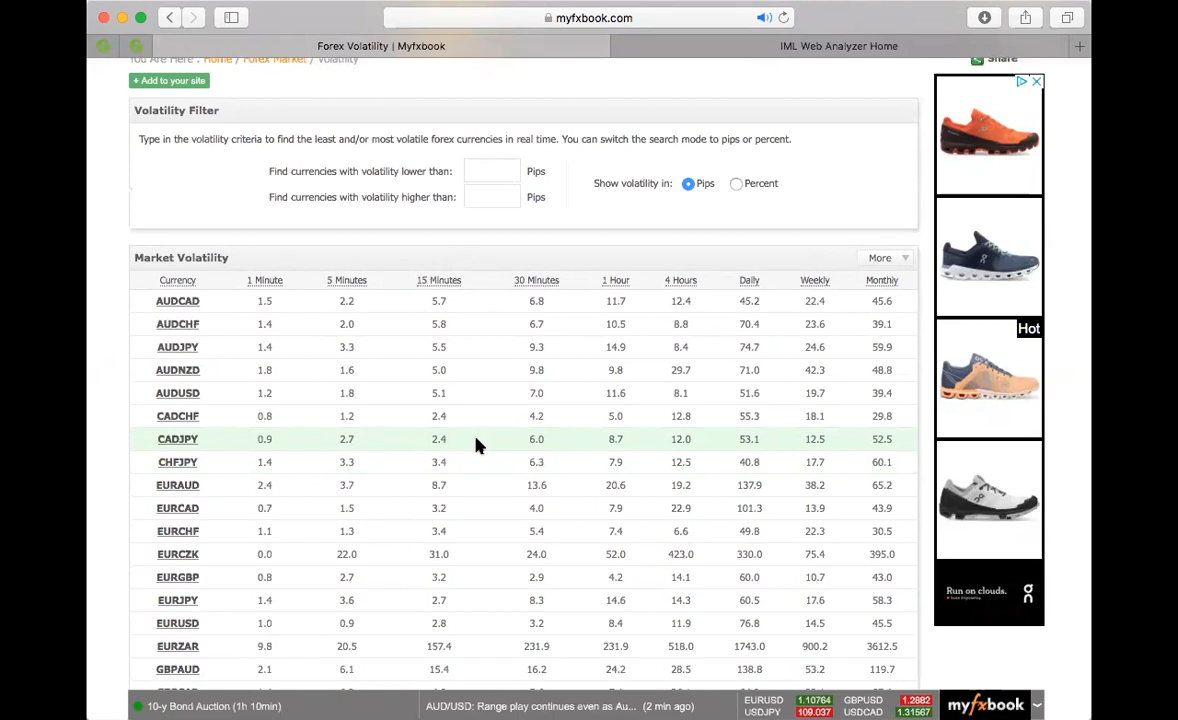 myfxbook.com
Forex Volatility | Myfxbook
IML Web Analyzer Home
You Are Here : Home / Forex Market / Volatility
Share
+ Add to your site
Volatility Filter
Type in the volatility criteria to find the least and/or most volatile forex currencies in real time. You can switch the search mode to pips or percent.
Find currencies with volatility lower than: Pips
Show volatility in: Pips Percent
Find currencies with volatility higher than: Pips
Market Volatility More
Currency 1 Minute 5 Minutes 15 Minutes 30 Minutes 1 Hour 4 Hours Daily Weekly Monthly
AUDCAD 1.5 2.2 5.7 6.8 11.7 12.4 45.2 22.4 45.6
AUDCHF 1.4 2.0 5.8 6.7 10.5 8.8 70.4 23.6 39.1
AUDJPY 1.4 3.3 5.5 9.3 14.9 8.4 74.7 24.6 59.9
AUDNZD 1.8 1.6 5.0 9.8 9.8 29.7 71.0 42.3 48.8
AUDUSD 1.2 1.8 5.1 7.0 11.6 8.1 51.6 19.7 39.4
CADCHF 0.8 1.2 2.4 4.2 5.0 12.8 55.3 18.1 29.8
CADJPY 0.9 2.7 2.4 6.0 8.7 12.0 53.1 12.5 52.5
CHFJPY 1.4 3.3 3.4 6.3 7.9 12.5 40.8 17.7 60.1
EURAUD 2.4 3.7 8.7 13.6 20.6 19.2 137.9 38.2 65.2
EURCAD 0.7 1.5 3.2 4.0 7.9 22.9 101.3 13.9 43.9
EURCHF 1.1 1.3 3.4 5.4 7.4 6.6 49.8 22.3 30.5
EURCZK 0.0 22.0 31.0 24.0 52.0 423.0 330.0 75.4 395.0
EURGBP 0.8 2.7 3.2 2.9 4.2 14.1 60.0 10.7 43.0
EURJPY 1.4 3.6 2.7 8.3 14.6 14.3 60.5 17.6 58.3
EURUSD 1.0 0.9 2.8 3.2 8.4 11.9 76.8 14.5 45.5
EURZAR 9.8 20.5 157.4 231.9 231.9 518.0 1743.0 900.2 3612.5
GBPAUD 2.1 6.1 15.4 16.2 24.2 28.5 138.8 53.2 119.7
Hot
Run on clouds.
10-y Bond Auction (1h 10min)
AUD/USD: Range play continues even as Au... (2 min ago)
EURUSD 1.10764 GBPUSD 1.2882
USDJPY 109.037 USDCAD 1.31567
myfxbook